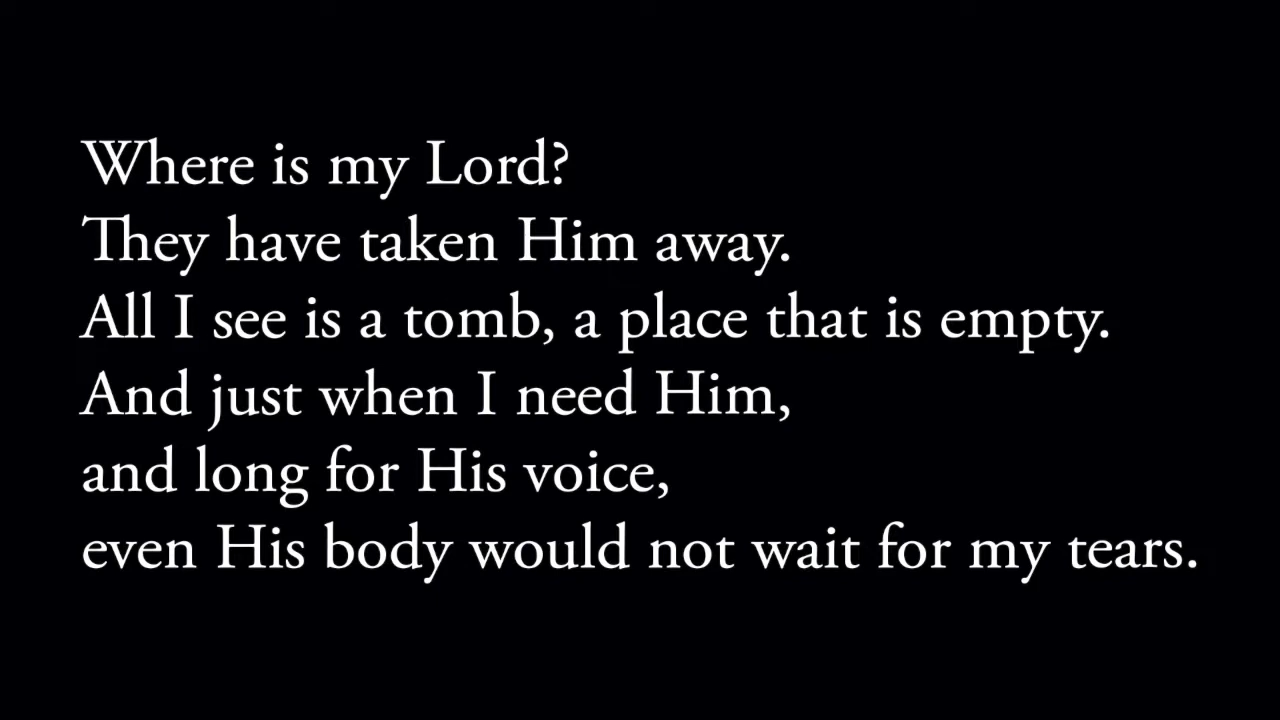 Where is my Lord?
They have taken Him away.
All I see is a tomb, a place that is empty.
And just when I need Him,
and long for His voice,
even His body would not wait for my tears.